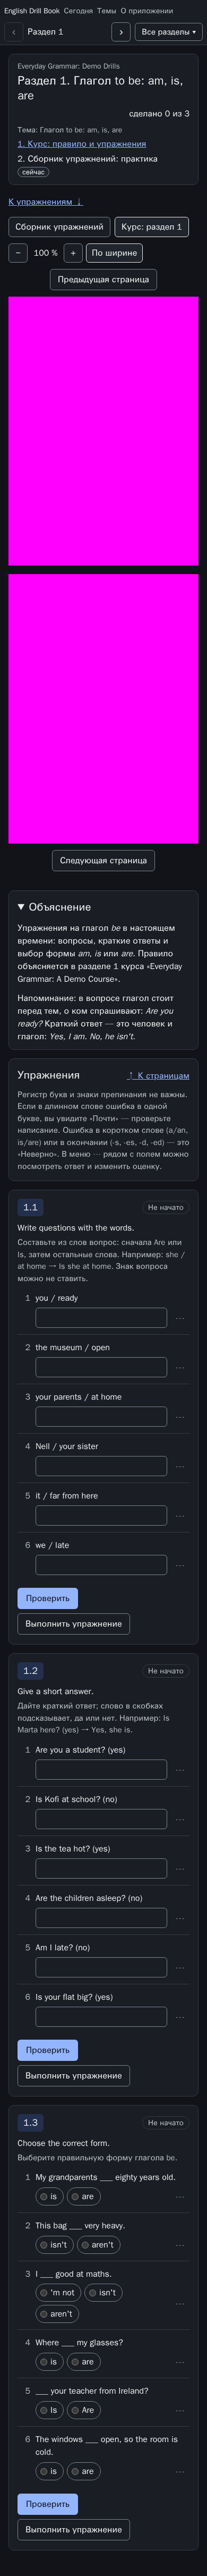 English Drill Book Сегодня Темы О приложении
‹ Раздел 1 › Все разделы ▾
Everyday Grammar: Demo Drills
Раздел 1. Глагол to be: am, is,
are
сделано 0 из 3
Тема: Глагол to be: am, is, are
1. Курс: правило и упражнения
2. Сборник упражнений: практика
сейчас
К упражнениям ↓
Сборник упражнений Курс: раздел 1
− 100 % + По ширине
Предыдущая страница
Следующая страница
▼ Объяснение
Упражнения на глагол be в настоящем
времени: вопросы, краткие ответы и
выбор формы am, is или are. Правило
объясняется в разделе 1 курса «Everyday
Grammar: A Demo Course».
Напоминание: в вопросе глагол стоит
перед тем, о ком спрашивают: Are you
ready? Краткий ответ — это человек и
глагол: Yes, I am. No, he isn't.
Упражнения ↑ К страницам
Регистр букв и знаки препинания не важны.
Если в длинном слове ошибка в одной
букве, вы увидите «Почти» — проверьте
написание. Ошибка в коротком слове (a/an,
is/are) или в окончании (-s, -es, -d, -ed) — это
«Неверно». В меню ··· рядом с полем можно
посмотреть ответ и изменить оценку.
1.1 Не начато
Write questions with the words.
Составьте из слов вопрос: сначала Are или
Is, затем остальные слова. Например: she /
at home → Is she at home. Знак вопроса
можно не ставить.
1 you / ready
···
2 the museum / open
···
3 your parents / at home
···
4 Nell / your sister
···
5 it / far from here
···
6 we / late
···
Проверить
Выполнить упражнение
1.2 Не начато
Give a short answer.
Дайте краткий ответ; слово в скобках
подсказывает, да или нет. Например: Is
Marta here? (yes) → Yes, she is.
1 Are you a student? (yes)
···
2 Is Kofi at school? (no)
···
3 Is the tea hot? (yes)
···
4 Are the children asleep? (no)
···
5 Am I late? (no)
···
6 Is your flat big? (yes)
···
Проверить
Выполнить упражнение
1.3 Не начато
Choose the correct form.
Выберите правильную форму глагола be.
1 My grandparents ___ eighty years old.
is are ···
2 This bag ___ very heavy.
isn't aren't ···
3 I ___ good at maths.
'm not isn't
aren't ···
4 Where ___ my glasses?
is are ···
5 ___ your teacher from Ireland?
Is Are ···
6 The windows ___ open, so the room is
cold.
is are ···
Проверить
Выполнить упражнение